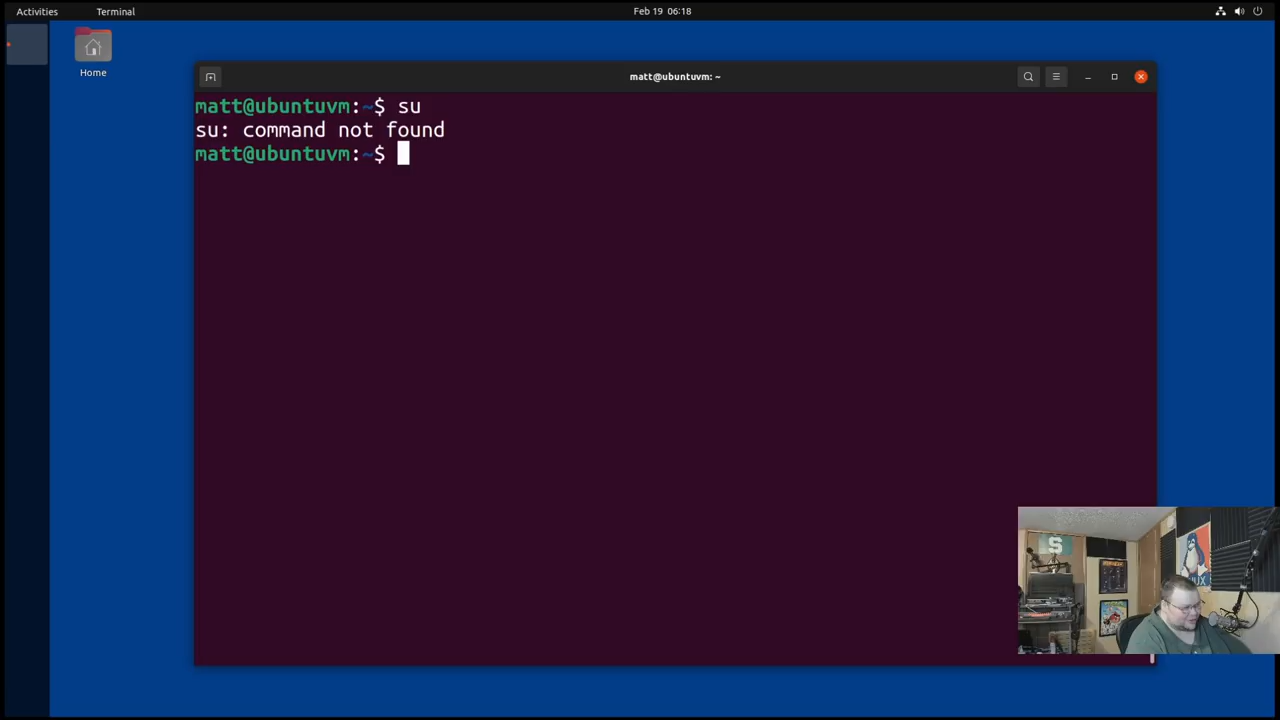 Activities
Terminal
Feb 19 06:18
Home
matt@ubuntuvm: ~
matt@ubuntuvm:~$ su
su: command not found
matt@ubuntuvm:~$
S